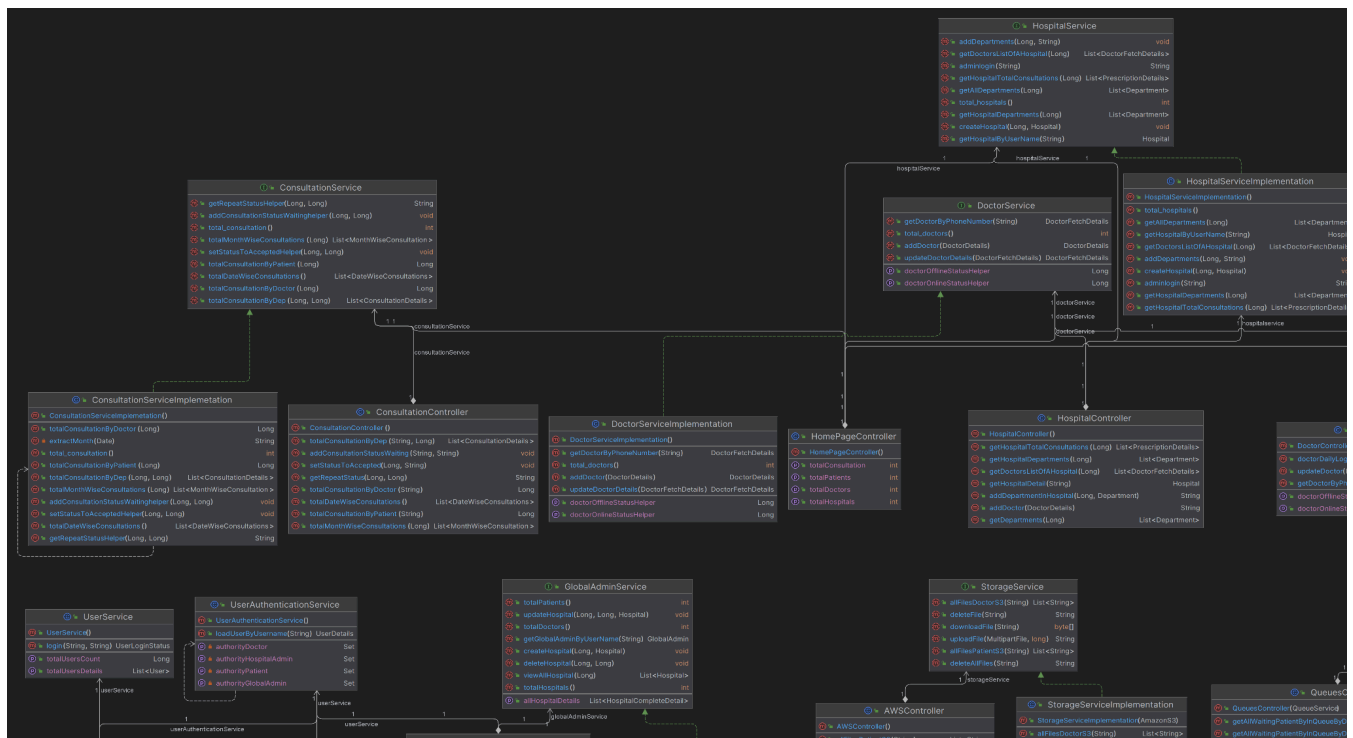 HospitalService
addDepartments(Long, String) void
getDoctorsListOfAHospital(Long) List<DoctorFetchDetails>
adminlogin(String) String
getHospitalTotalConsultations (Long) List<PrescriptionDetails>
getAllDepartments(Long) List<Department>
total_hospitals () int
getHospitalDepartments(Long) List<Department>
createHospital(Long, Hospital) void
getHospitalByUserName(String) Hospital
1 hospitalService 1
hospitalService
ConsultationService
getRepeatStatusHelper(Long, Long) String
addConsultationStatusWaitinghelper(Long, Long) void
total_consultation() int
totalMonthWiseConsultations (Long) List<MonthWiseConsultation>
setStatusToAcceptedHelper(Long, Long) void
totalConsultationByPatient (Long) Long
totalDateWiseConsultations () List<DateWiseConsultations>
totalConsultationByDoctor(Long) Long
totalConsultationByDep (Long, Long) List<ConsultationDetails>
1 1 consultationService
consultationService
DoctorService
getDoctorByPhoneNumber(String) DoctorFetchDetails
total_doctors() int
addDoctor(DoctorDetails) DoctorDetails
updateDoctorDetails(DoctorFetchDetails) DoctorFetchDetails
doctorOfflineStatusHelper Long
doctorOnlineStatusHelper Long
1 doctorService
1 doctorService
doctorService
HospitalServiceImplementation
HospitalServiceImplementation()
total_hospitals()
getAllDepartments(Long)
getHospitalByUserName(String)
getDoctorsListOfAHospital(Long)
addDepartments(Long, String)
createHospital(Long, Hospital)
adminlogin(String)
getHospitalDepartments(Long)
getHospitalTotalConsultations (Long)
1 hospitalservice
ConsultationServiceImplemetation
ConsultationServiceImplemetation()
totalConsultationByDoctor (Long) Long
extractMonth(Date) String
total_consultation() int
totalConsultationByPatient (Long) Long
totalConsultationByDep (Long, Long) List<ConsultationDetails>
totalMonthWiseConsultations (Long) List<MonthWiseConsultation>
addConsultationStatusWaitinghelper(Long, Long) void
setStatusToAcceptedHelper(Long, Long) void
totalDateWiseConsultations () List<DateWiseConsultations>
getRepeatStatusHelper(Long, Long) String
ConsultationController
ConsultationController()
totalConsultationByDep (String, Long) List<ConsultationDetails>
addConsultationStatusWaiting (String, Long) void
setStatusToAccepted(Long, String) void
getRepeatStatus(Long, String) String
totalConsultationByDoctor (String) Long
totalDateWiseConsultations () List<DateWiseConsultations>
totalConsultationByPatient (String) Long
totalMonthWiseConsultations (Long) List<MonthWiseConsultation>
DoctorServiceImplementation
DoctorServiceImplementation()
getDoctorByPhoneNumber(String) DoctorFetchDetails
total_doctors() int
addDoctor(DoctorDetails) DoctorDetails
updateDoctorDetails(DoctorFetchDetails) DoctorFetchDetails
doctorOfflineStatusHelper Long
doctorOnlineStatusHelper Long
HomePageController
HomePageController()
totalConsultation int
totalPatients int
totalDoctors int
totalHospitals int
HospitalController
HospitalController()
getHospitalTotalConsultations (Long) List<PrescriptionDetails>
getHospitalDepartments(Long) List<Department>
getDoctorsListOfAHospital(Long) List<DoctorFetchDetails>
getHospitalDetail(String) Hospital
addDepartmentInHospital(Long, Department) String
addDoctor(DoctorDetails) String
getDepartments(Long) List<Department>
UserService
UserService()
login(String, String) UserLoginStatus
totalUsersCount Long
totalUsersDetails List<User>
1 userService
UserAuthenticationService
UserAuthenticationService()
loadUserByUsername(String) UserDetails
authorityDoctor Set
authorityHospitalAdmin Set
authorityPatient Set
authorityGlobalAdmin Set
1 userService
userService
userAuthenticationService
GlobalAdminService
totalPatients() int
updateHospital(Long, Long, Hospital) void
totalDoctors() int
getGlobalAdminByUserName(String) GlobalAdmin
createHospital(Long, Hospital) void
deleteHospital(Long, Long) void
viewAllHospital(Long) List<Hospital>
totalHospitals() int
allHospitalDetails List<HospitalCompleteDetail>
1 globalAdminService
StorageService
allFilesDoctorS3(String) List<String>
deleteFile(String) String
downloadFile(String) byte[]
uploadFile(MultipartFile, long) String
allFilesPatientS3(String) List<String>
deleteAllFiles(String) String
1 storageService
AWSController
AWSController()
StorageServiceImplementation
StorageServiceImplementation(AmazonS3)
allFilesDoctorS3(String) List<String>
QueuesController(QueueService)